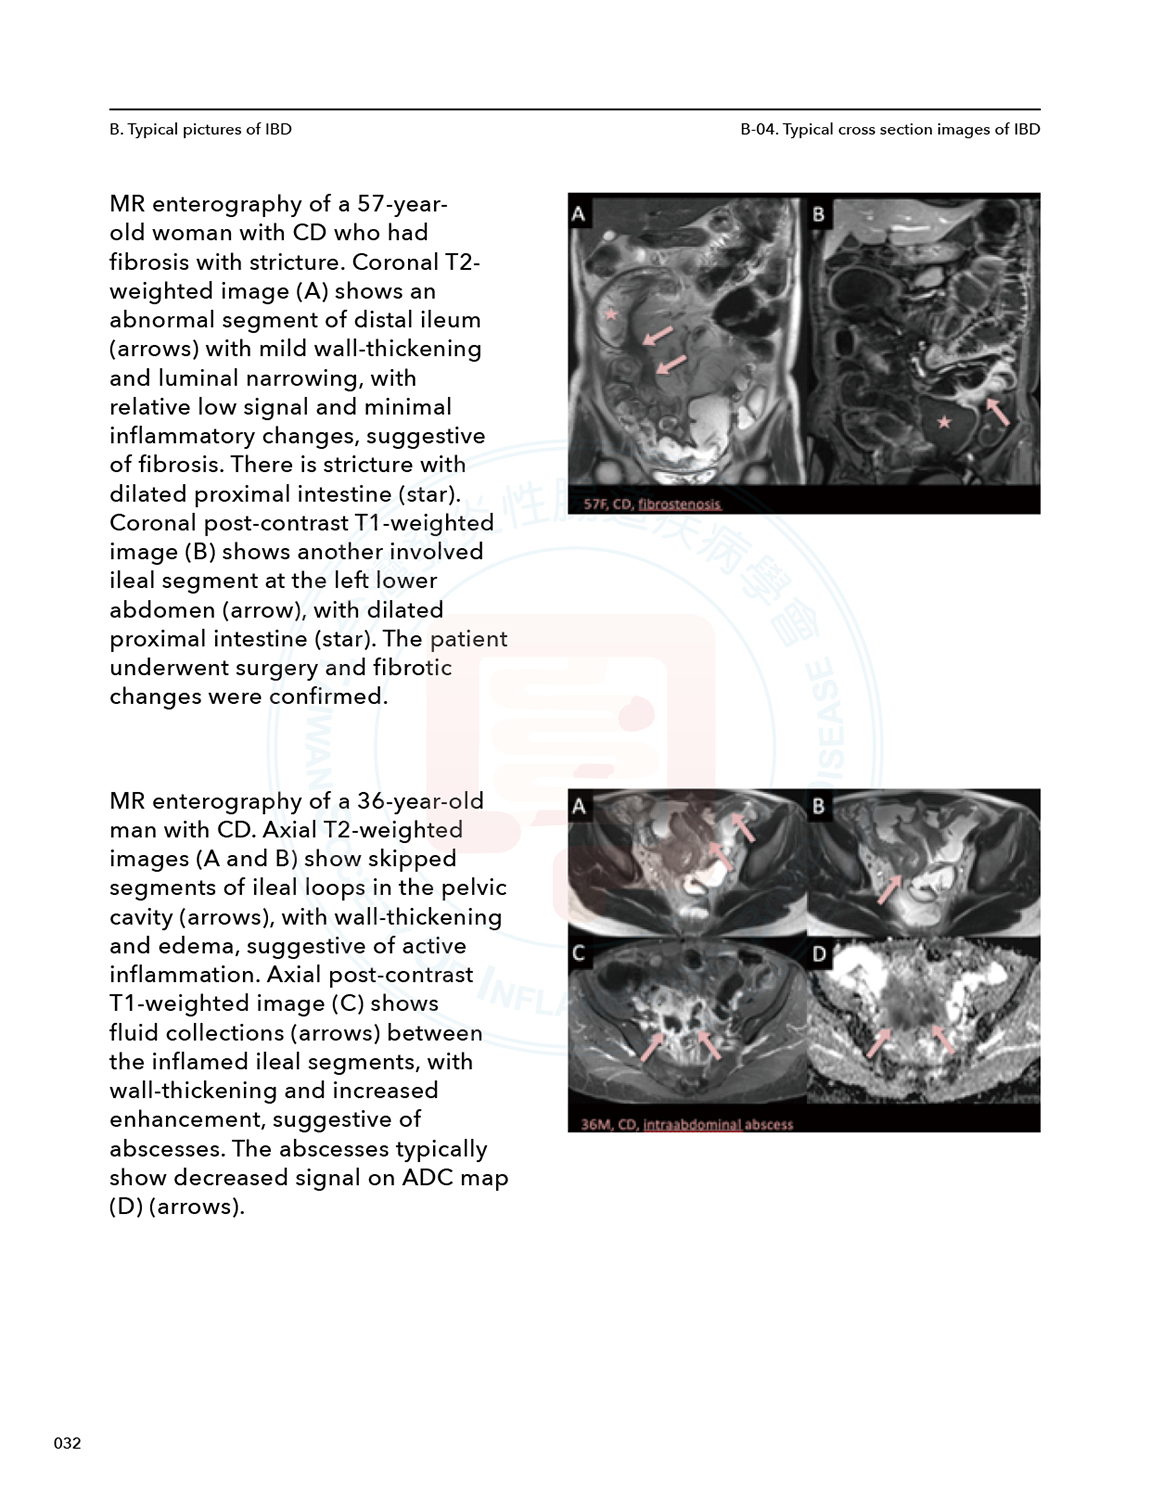 B. Typical pictures of IBD
B-04. Typical cross section images of IBD
MR enterography of a 57-year-
old woman with CD who had
fibrosis with stricture. Coronal T2-
weighted image (A) shows an
abnormal segment of distal ileum
(arrows) with mild wall-thickening
and luminal narrowing, with
relative low signal and minimal
inflammatory changes, suggestive
of fibrosis. There is stricture with
dilated proximal intestine (star).
Coronal post-contrast T1-weighted
image (B) shows another involved
ileal segment at the left lower
abdomen (arrow), with dilated
proximal intestine (star). The patient
underwent surgery and fibrotic
changes were confirmed.
A
B
57F, CD, fibrostenosis
MR enterography of a 36-year-old
man with CD. Axial T2-weighted
images (A and B) show skipped
segments of ileal loops in the pelvic
cavity (arrows), with wall-thickening
and edema, suggestive of active
inflammation. Axial post-contrast
T1-weighted image (C) shows
fluid collections (arrows) between
the inflamed ileal segments, with
wall-thickening and increased
enhancement, suggestive of
abscesses. The abscesses typically
show decreased signal on ADC map
(D) (arrows).
A
B
C
D
36M, CD, intraabdominal abscess
032